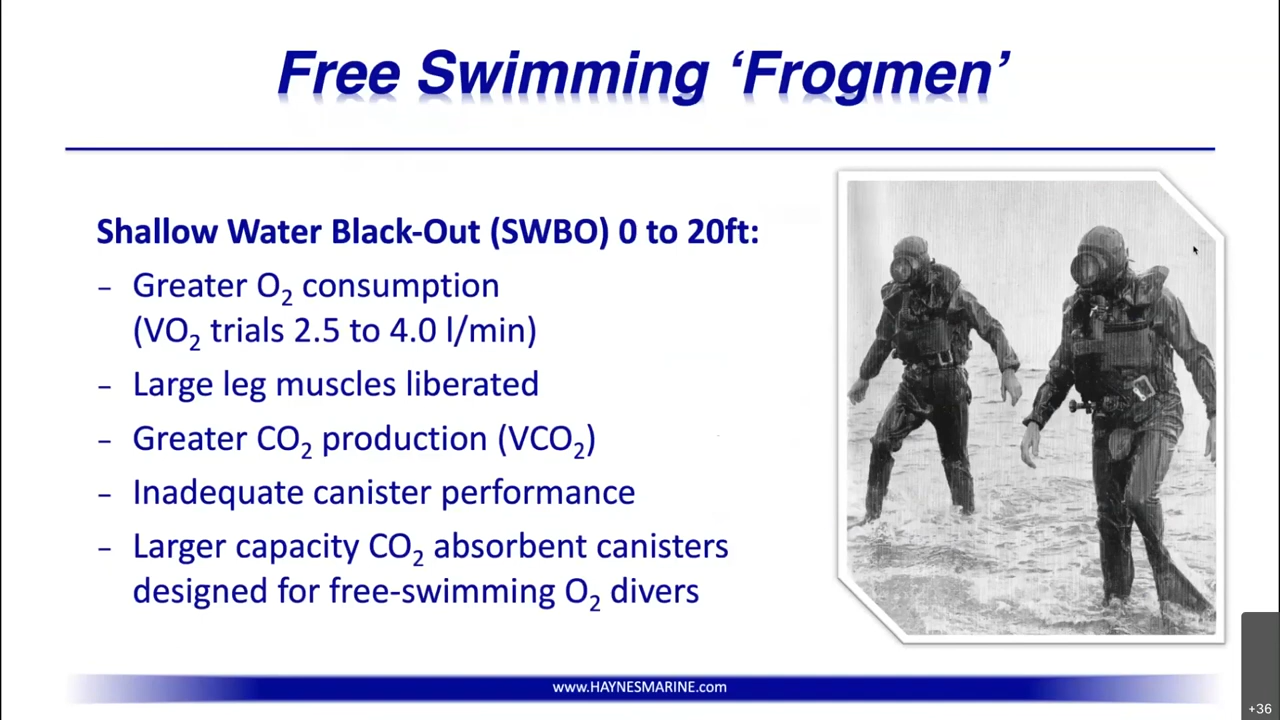 Free Swimming ‘Frogmen’
Shallow Water Black-Out (SWBO) 0 to 20ft:
– Greater O₂ consumption
(VO₂ trials 2.5 to 4.0 l/min)
– Large leg muscles liberated
– Greater CO₂ production (VCO₂)
– Inadequate canister performance
– Larger capacity CO₂ absorbent canisters
designed for free-swimming O₂ divers
www.HAYNESMARINE.com
+36